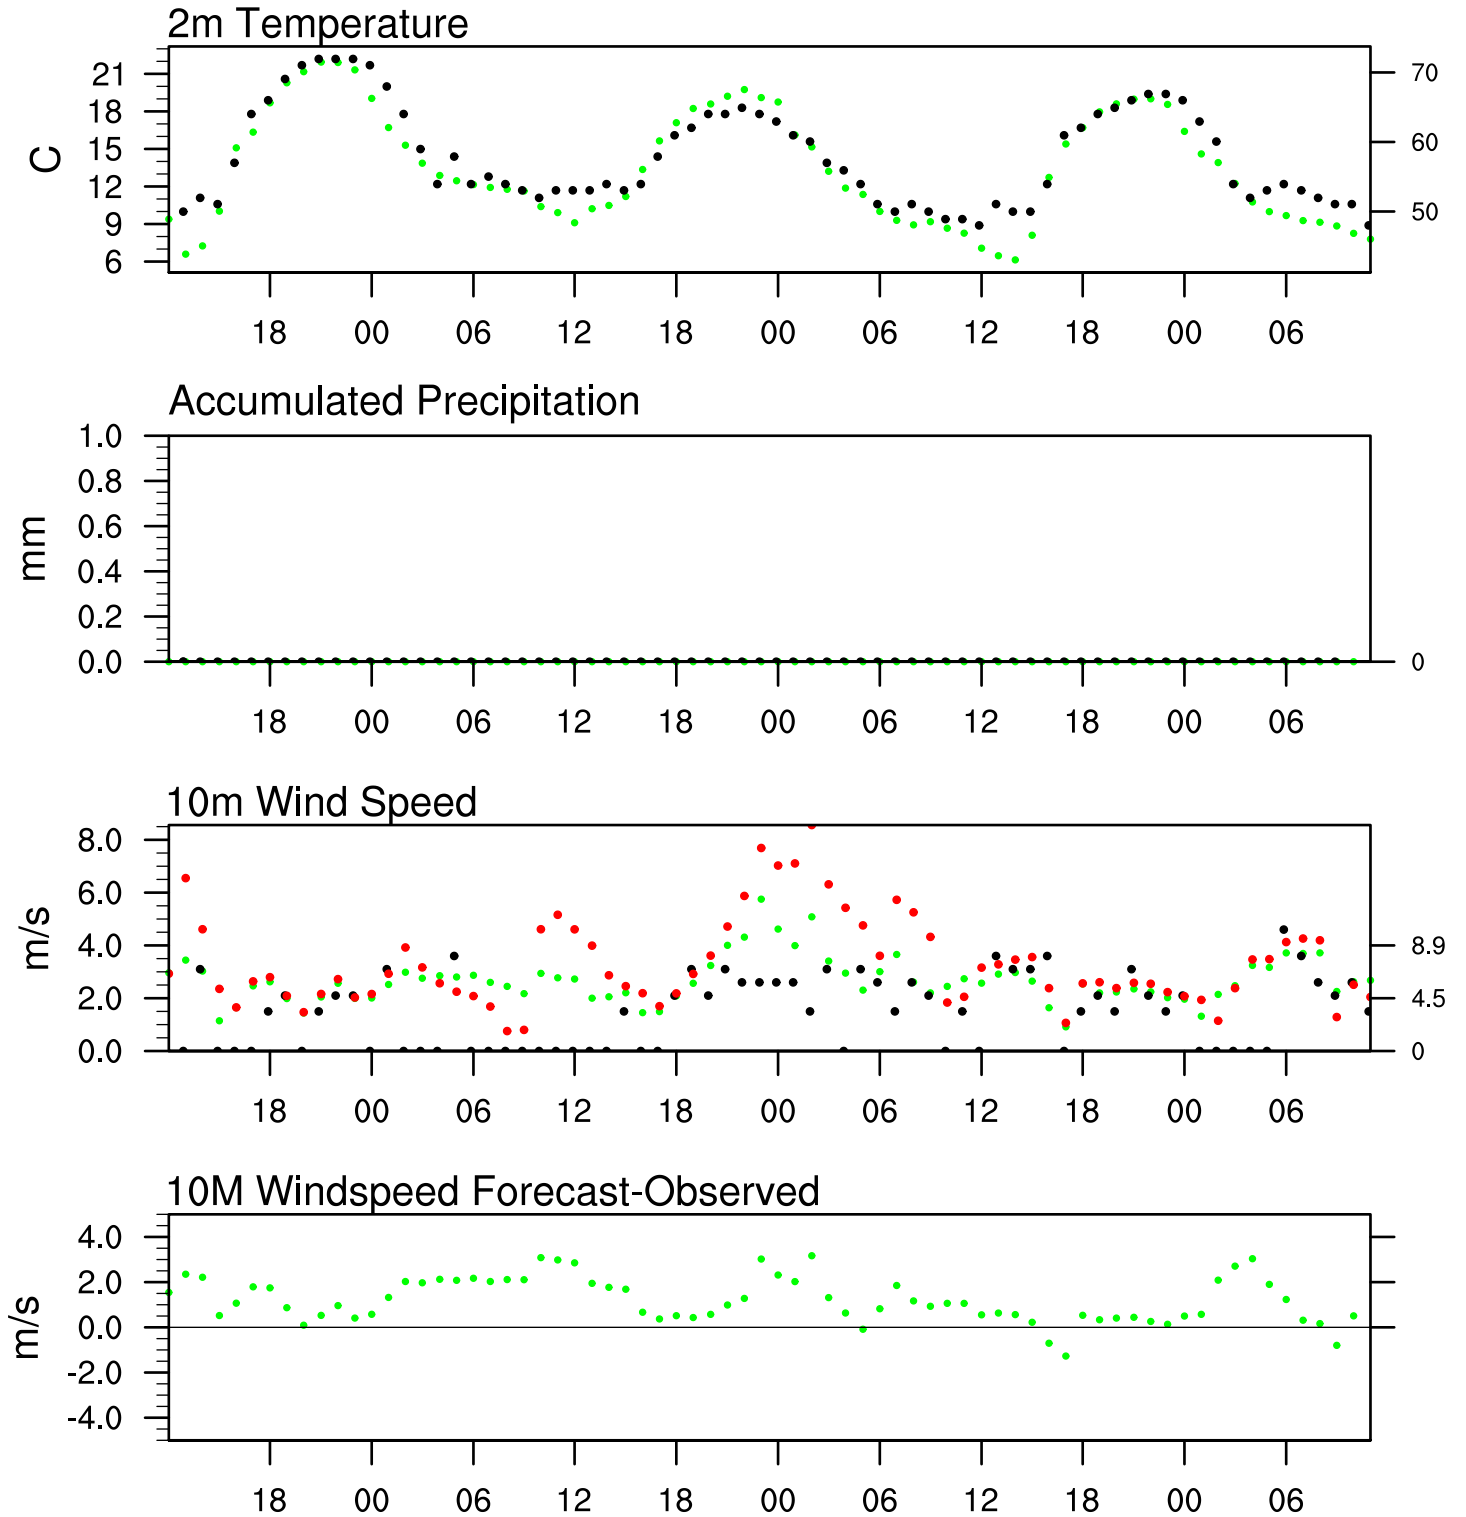 2m Temperature
21
18
15
12
9
6
C
70
60
50
18 00 06 12 18 00 06 12 18 00 06
Accumulated Precipitation
1.0
0.8
0.6
0.4
0.2
0.0
mm
0
18 00 06 12 18 00 06 12 18 00 06
10m Wind Speed
8.0
6.0
4.0
2.0
0.0
m/s
8.9
4.5
0
18 00 06 12 18 00 06 12 18 00 06
10M Windspeed Forecast-Observed
4.0
2.0
0.0
-2.0
-4.0
m/s
18 00 06 12 18 00 06 12 18 00 06